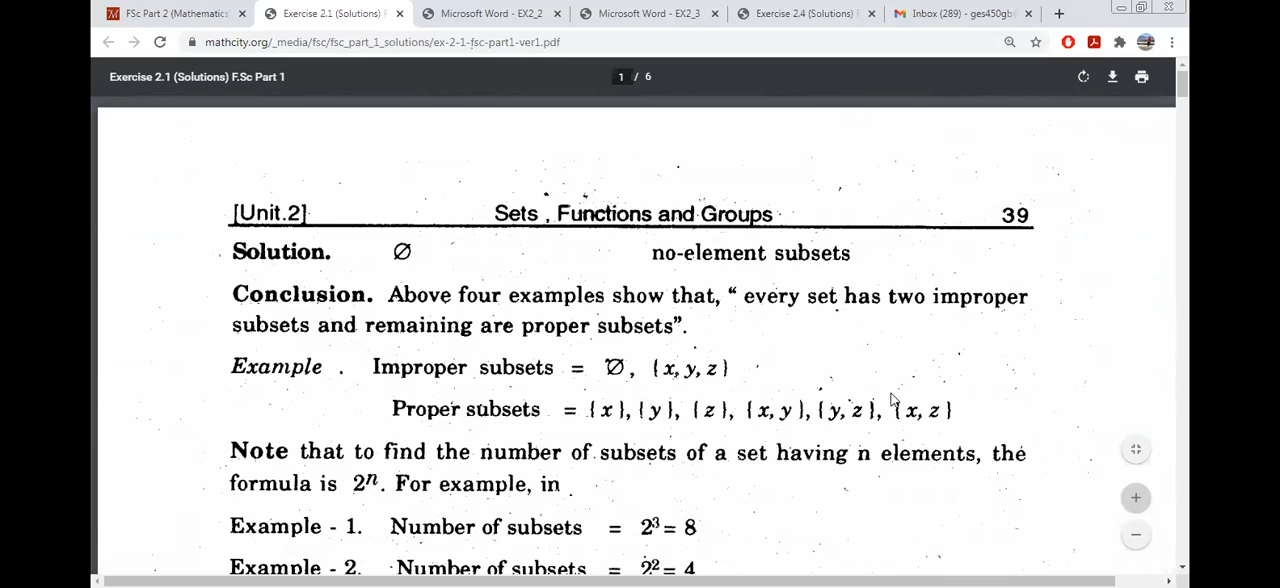 FSc Part 2 (Mathematics
Exercise 2.1 (Solutions) F
Microsoft Word - EX2_2
Microsoft Word - EX2_3
Exercise 2.4 (Solutions) F
Inbox (289) - ges450gb
mathcity.org/_media/fsc/fsc_part_1_solutions/ex-2-1-fsc-part1-ver1.pdf
Exercise 2.1 (Solutions) F.Sc Part 1
1 / 6
[Unit.2] Sets , Functions and Groups 39
Solution. ∅ no-element subsets
Conclusion. Above four examples show that, “ every set has two improper
subsets and remaining are proper subsets”.
Example . Improper subsets = ∅, {x, y, z}
Proper subsets = {x}, {y}, {z}, {x, y}, {y, z}, {x, z}
Note that to find the number of subsets of a set having n elements, the
formula is 2ⁿ. For example, in
Example - 1. Number of subsets = 2³ = 8
Example - 2. Number of subsets = 2² = 4